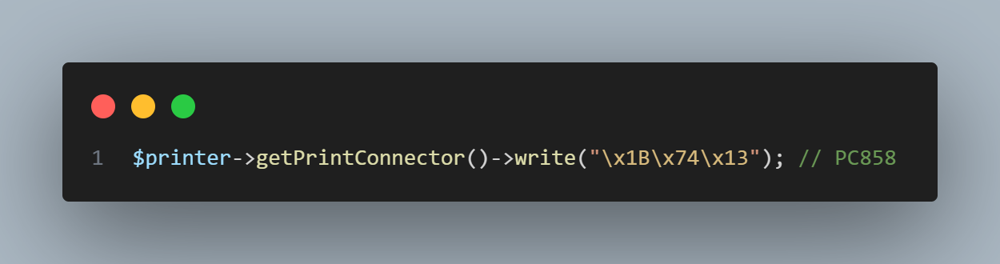 1 $printer->getPrintConnector()->write("\x1B\x74\x13"); // PC858